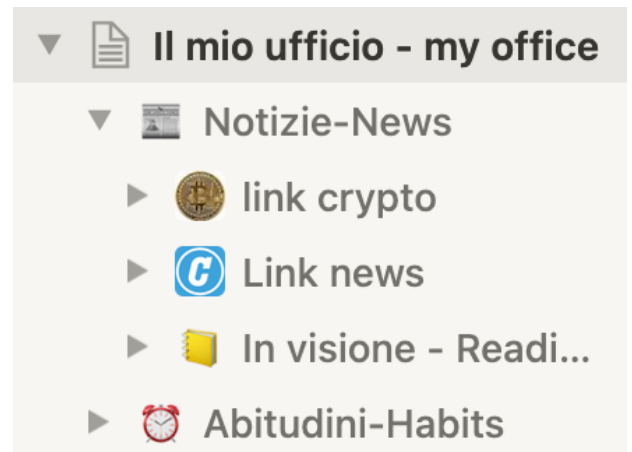 Il mio ufficio - my office
Notizie-News
link crypto
Link news
In visione - Readi...
Abitudini-Habits